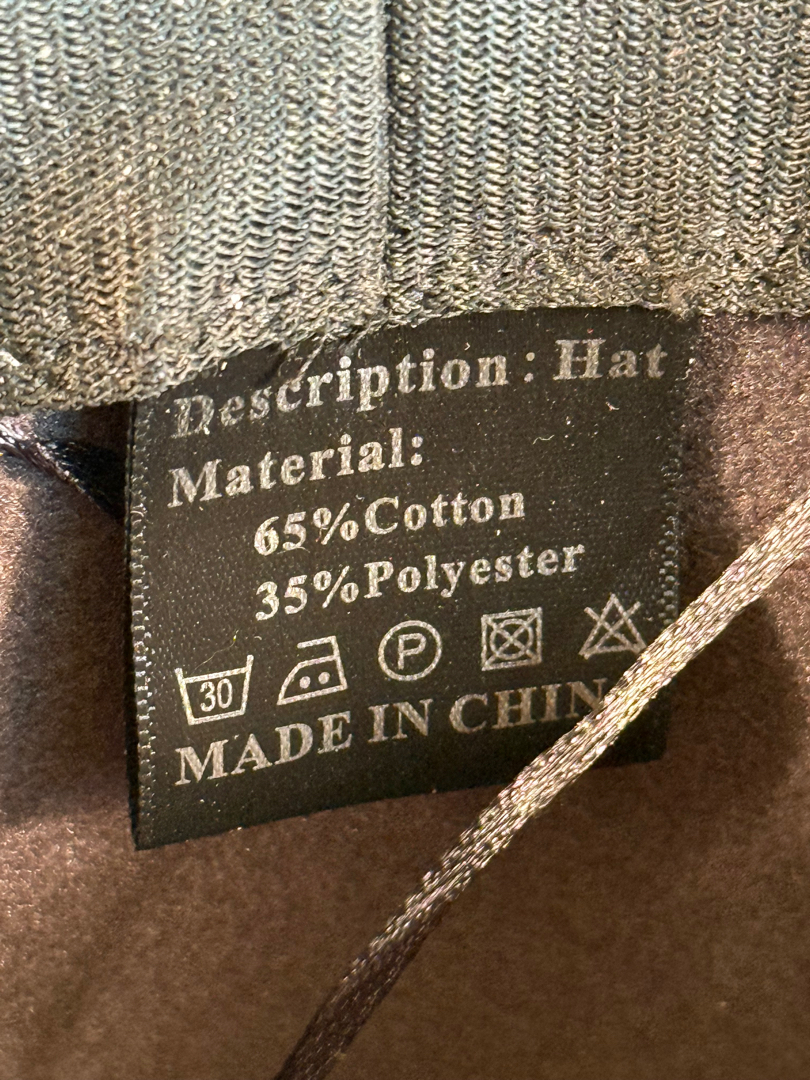 Description: Hat
Material:
65%Cotton
35%Polyester
30 P
MADE IN CHIN